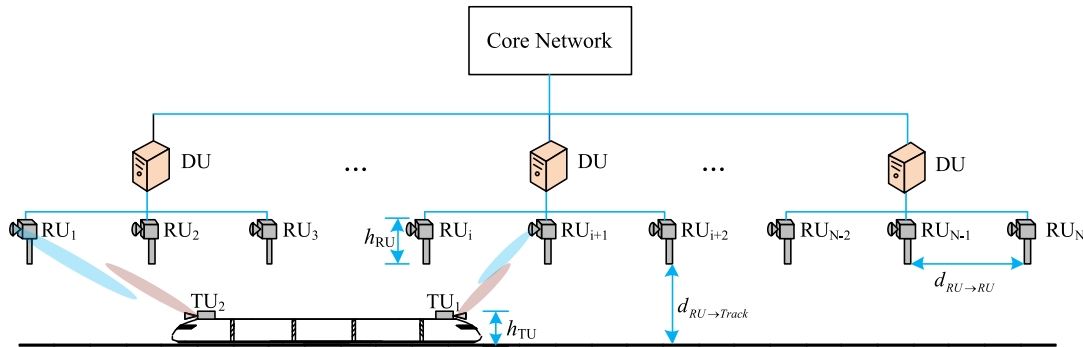 Core Network
DU
...
DU
...
DU
RU1
RU2
RU3
hRU
RUi
RUi+1
RUi+2
RUN-2
RUN-1
RUN
dRU→RU
TU2
TU1
hTU
dRU→Track